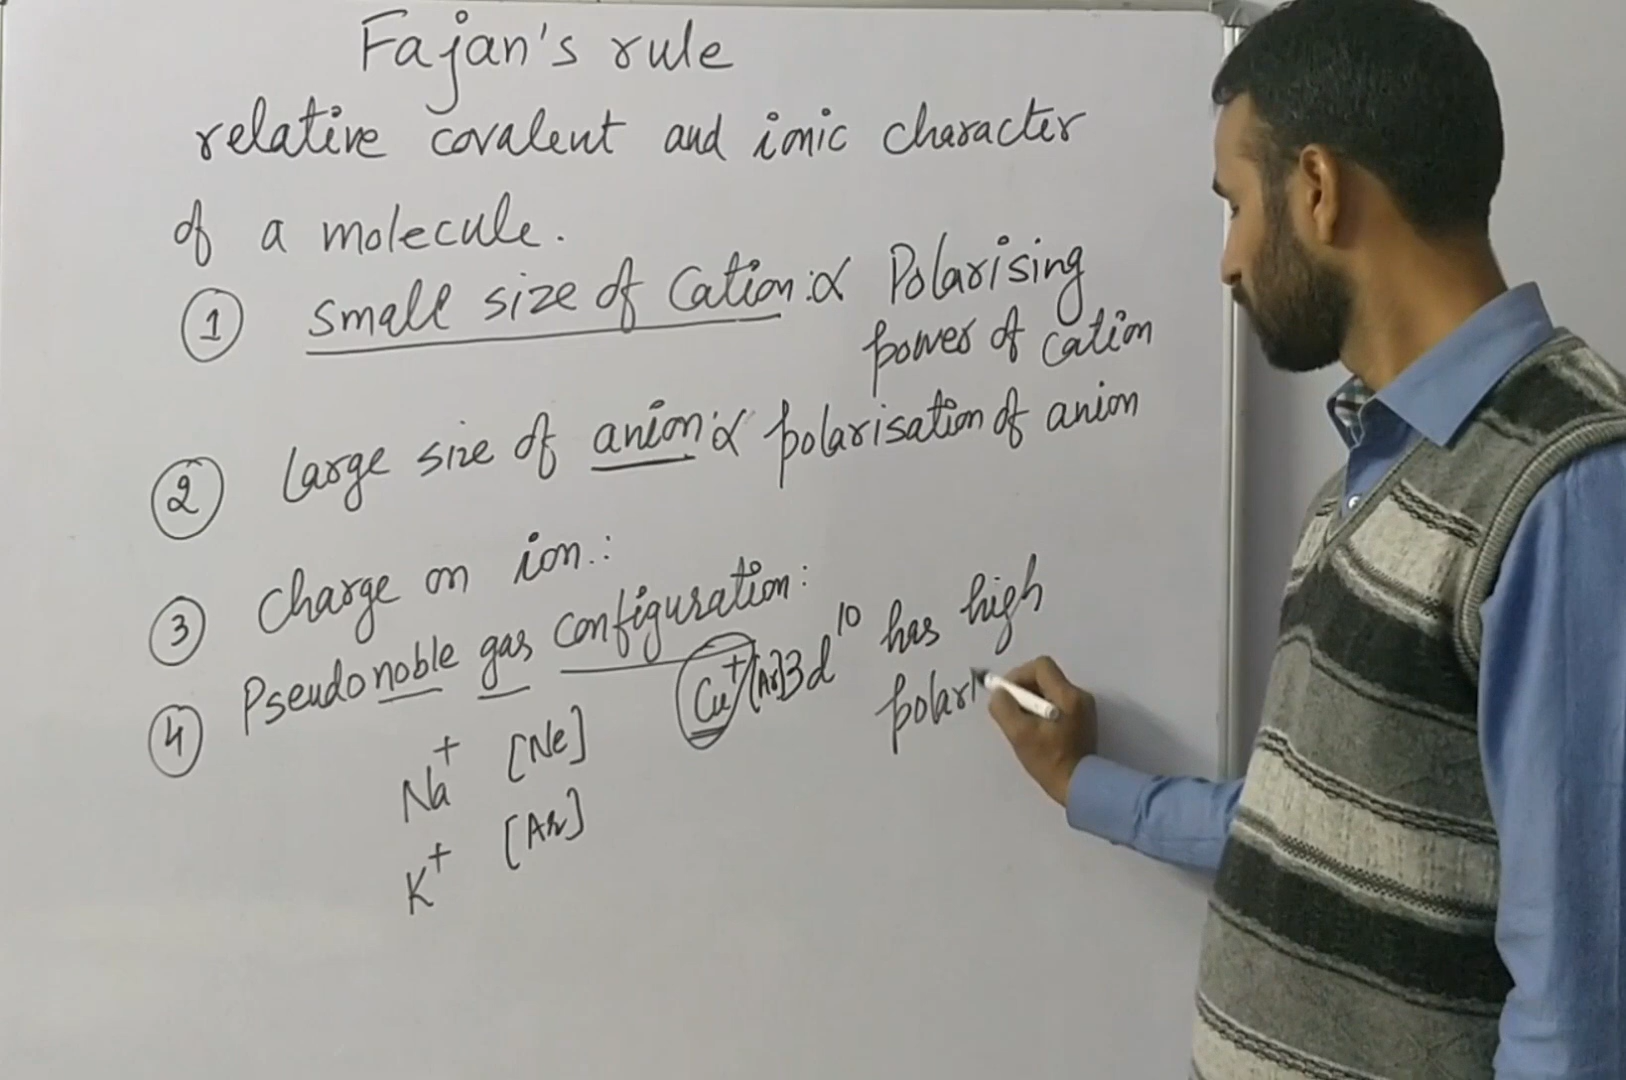 Fajan's rule
relative covalent and ionic character
of a molecule.
① Small size of Cation : ∝ Polarising
power of cation
② Large size of anion : ∝ polarisation of anion
③ Charge on ion. :
④ Pseudonoble gas configuration :
Cu⁺ [Ar]3d¹⁰ has high
polari
Na⁺ [Ne]
K⁺ [Ar]